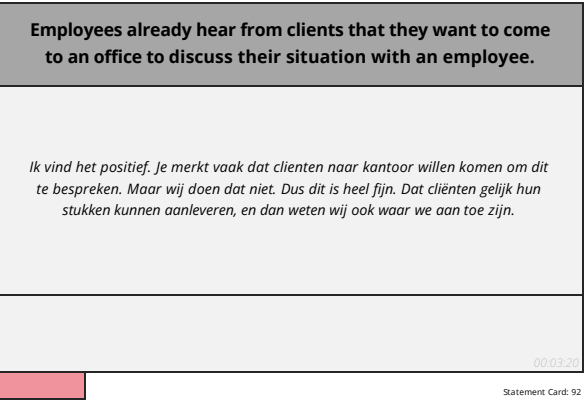 Employees already hear from clients that they want to come
to an office to discuss their situation with an employee.
Ik vind het positief. Je merkt vaak dat clienten naar kantoor willen komen om dit
te bespreken. Maar wij doen dat niet. Dus dit is heel fijn. Dat cliënten gelijk hun
stukken kunnen aanleveren, en dan weten wij ook waar we aan toe zijn.
00:03:20
Statement Card: 92